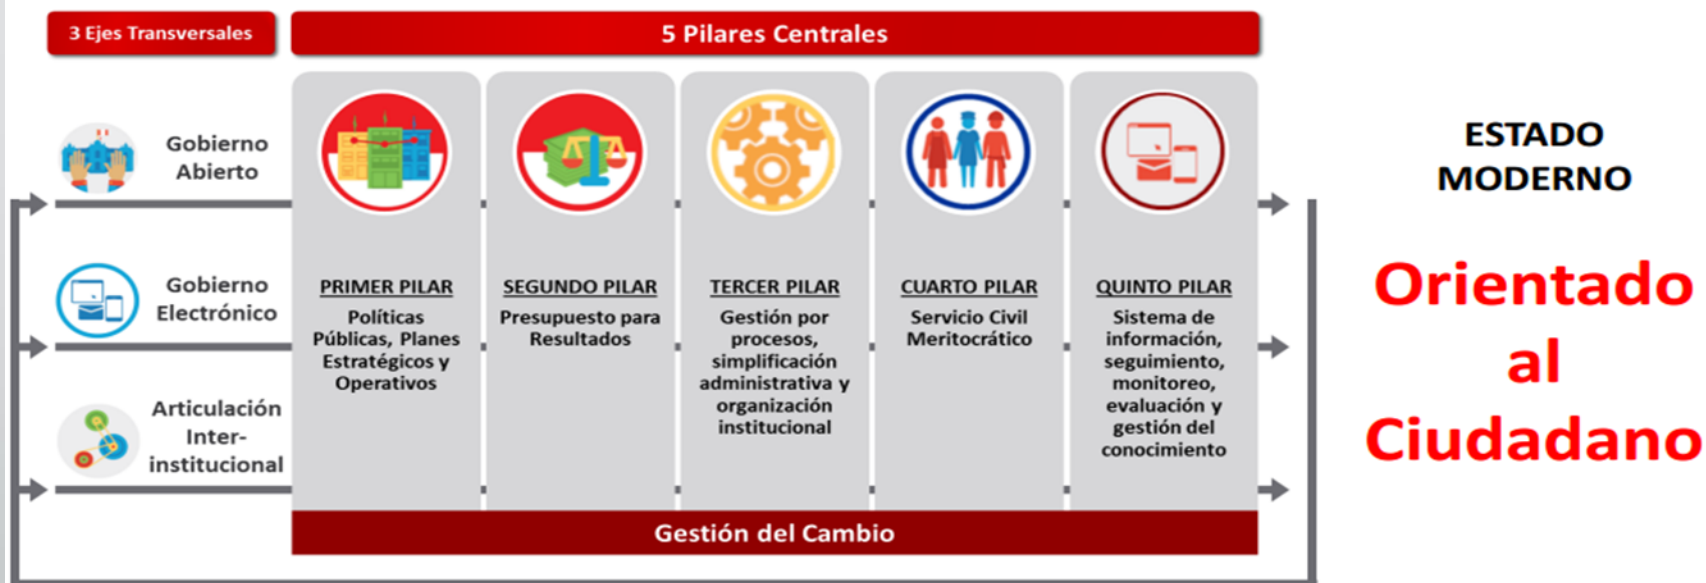 3 Ejes Transversales
5 Pilares Centrales
Gobierno
Abierto
Gobierno
Electrónico
Articulación
Inter-
institucional
PRIMER PILAR
Políticas
Públicas, Planes
Estratégicos y
Operativos
SEGUNDO PILAR
Presupuesto para
Resultados
TERCER PILAR
Gestión por
procesos,
simplificación
administrativa y
organización
institucional
CUARTO PILAR
Servicio Civil
Meritocrático
QUINTO PILAR
Sistema de
información,
seguimiento,
monitoreo,
evaluación y
gestión del
conocimiento
Gestión del Cambio
ESTADO
MODERNO
Orientado
al
Ciudadano